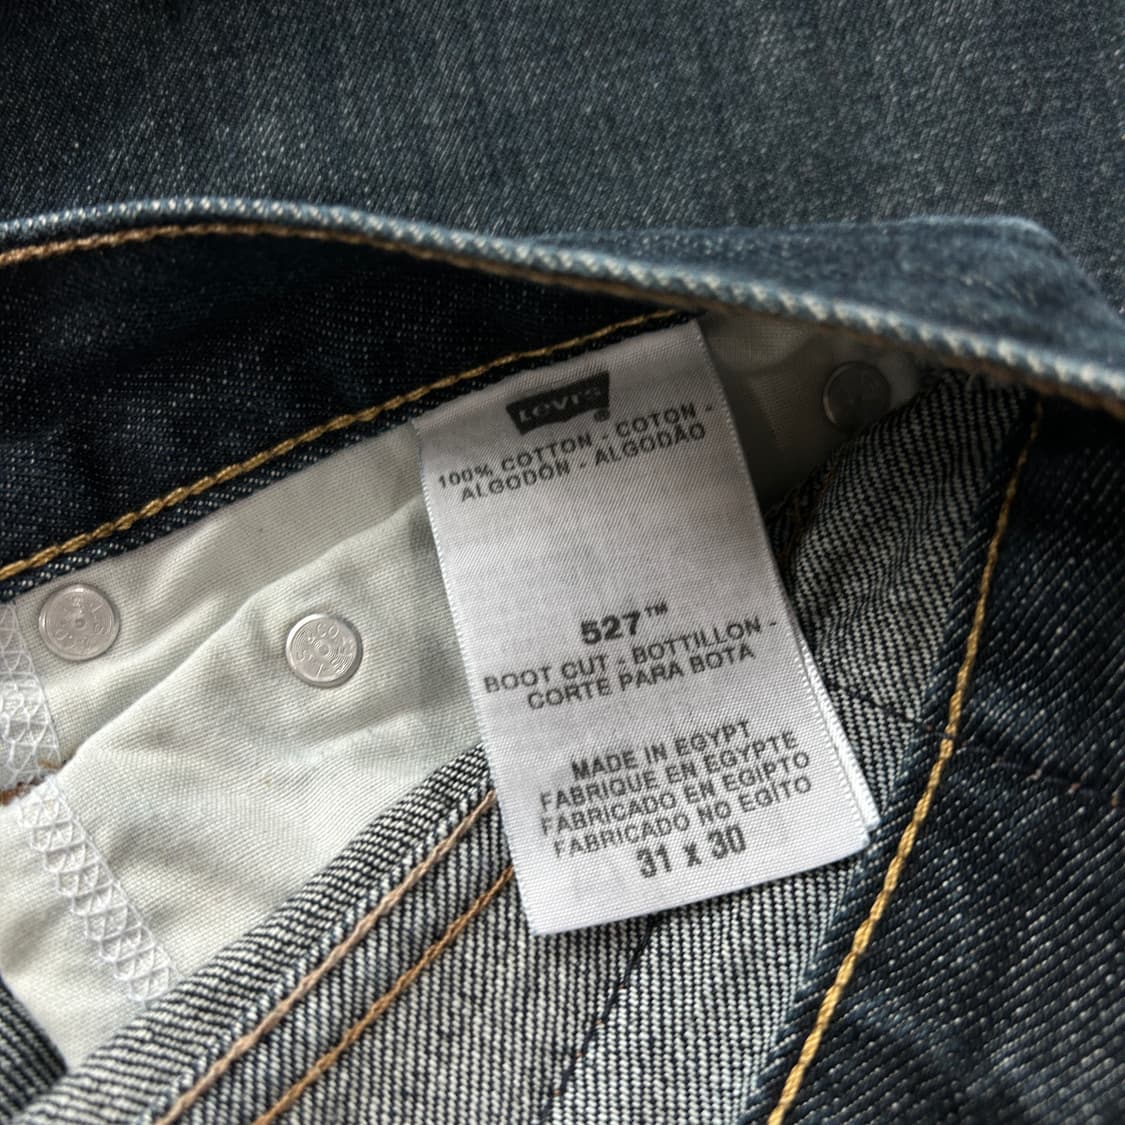 Levi's®
100% COTTON - COTON -
ALGODON - ALGODÃO
527™
BOOT CUT - BOTTILLON -
CORTE PARA BOTA
MADE IN EGYPT
FABRIQUE EN EGYPTE
FABRICADO EN EGIPTO
FABRICADO NO EGITO
31 x 30